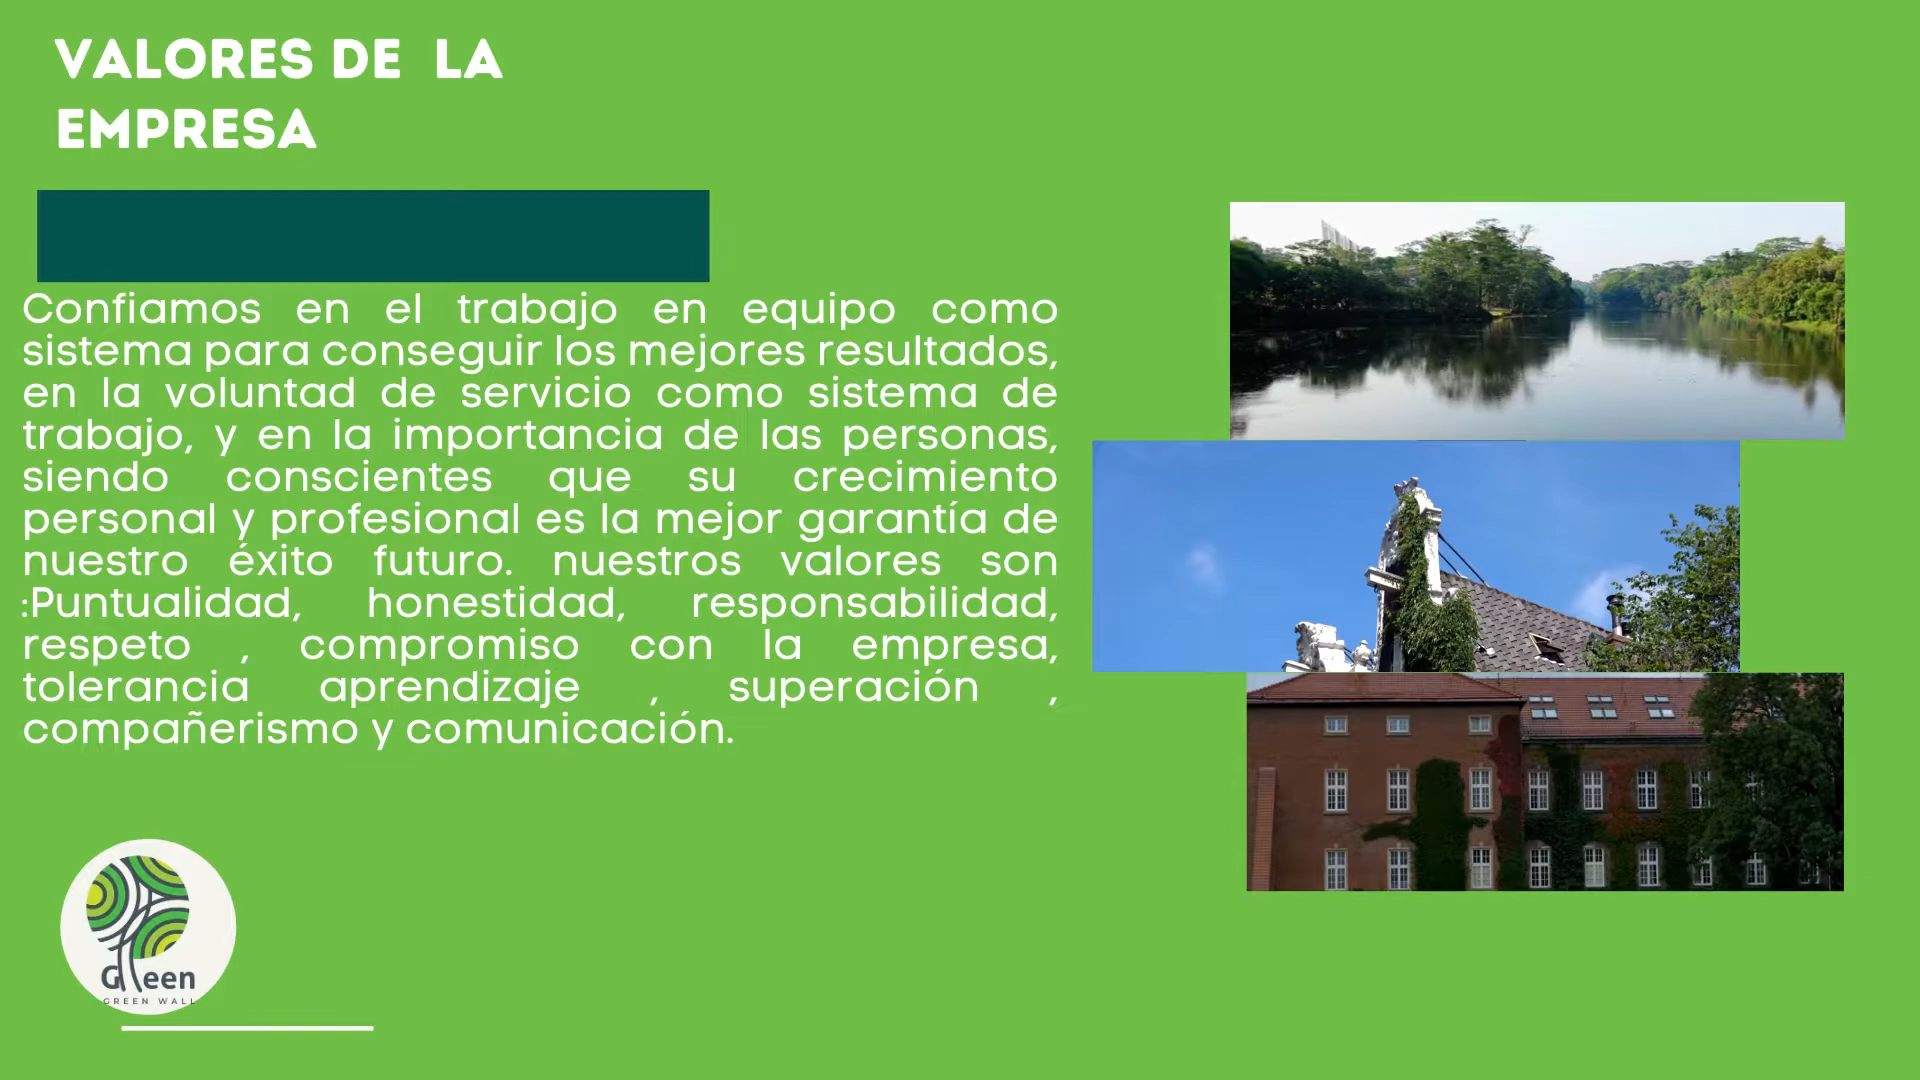 VALORES DE LA
EMPRESA
Confiamos en el trabajo en equipo como
sistema para conseguir los mejores resultados,
en la voluntad de servicio como sistema de
trabajo, y en la importancia de las personas,
siendo conscientes que su crecimiento
personal y profesional es la mejor garantía de
nuestro éxito futuro. nuestros valores son
:Puntualidad, honestidad, responsabilidad,
respeto , compromiso con la empresa,
tolerancia aprendizaje , superación ,
compañerismo y comunicación.
Green
GREEN WALL